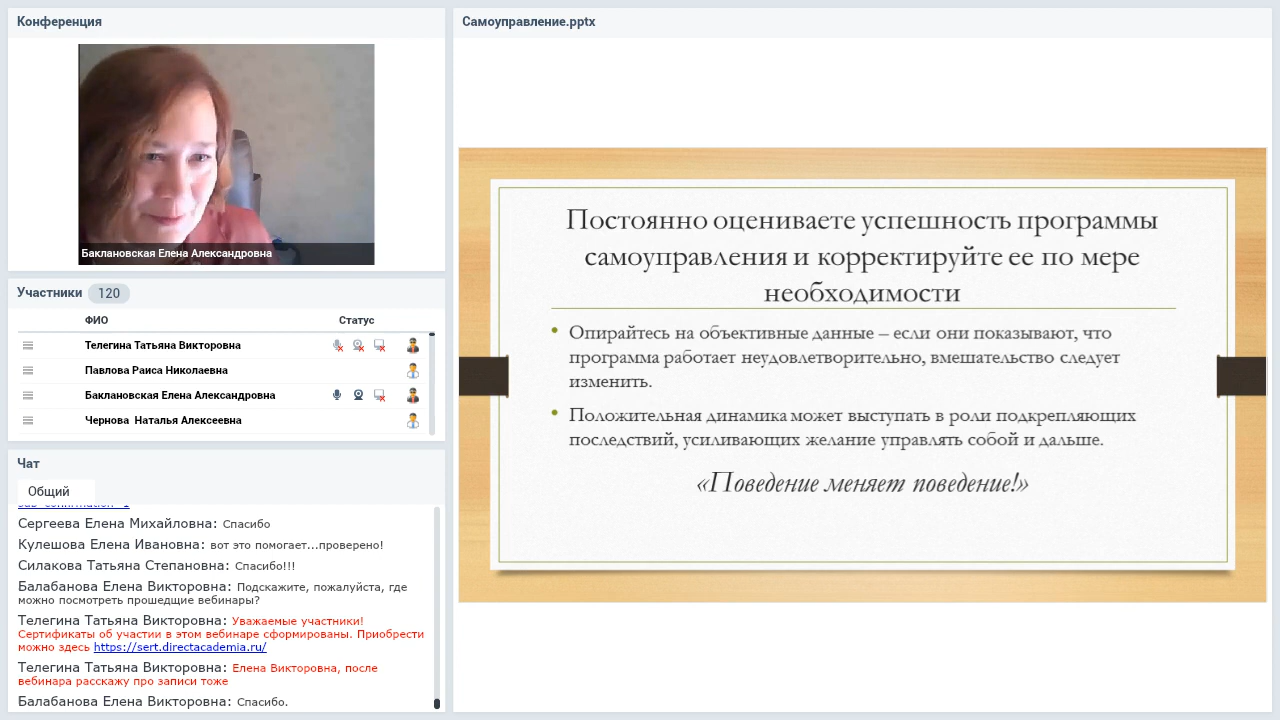 Конференция
Баклановская Елена Александровна
Участники 120
ФИО Статус
Телегина Татьяна Викторовна
Павлова Раиса Николаевна
Баклановская Елена Александровна
Чернова  Наталья Алексеевна
Чат
Общий
Сергеева Елена Михайловна: Спасибо
Кулешова Елена Ивановна: вот это помогает...проверено!
Силакова Татьяна Степановна: Спасибо!!!
Балабанова Елена Викторовна: Подскажите, пожалуйста, где
можно посмотреть прошедщие вебинары?
Телегина Татьяна Викторовна: Уважаемые участники!
Сертификаты об участии в этом вебинаре сформированы. Приобрести
можно здесь https://sert.directacademia.ru/
Телегина Татьяна Викторовна: Елена Викторовна, после
вебинара расскажу про записи тоже
Балабанова Елена Викторовна: Спасибо.
Самоуправление.pptx
Постоянно оцениваете успешность программы
самоуправления и корректируйте ее по мере
необходимости
• Опирайтесь на объективные данные – если они показывают, что
программа работает неудовлетворительно, вмешательство следует
изменить.
• Положительная динамика может выступать в роли подкрепляющих
последствий, усиливающих желание управлять собой и дальше.
«Поведение меняет поведение!»